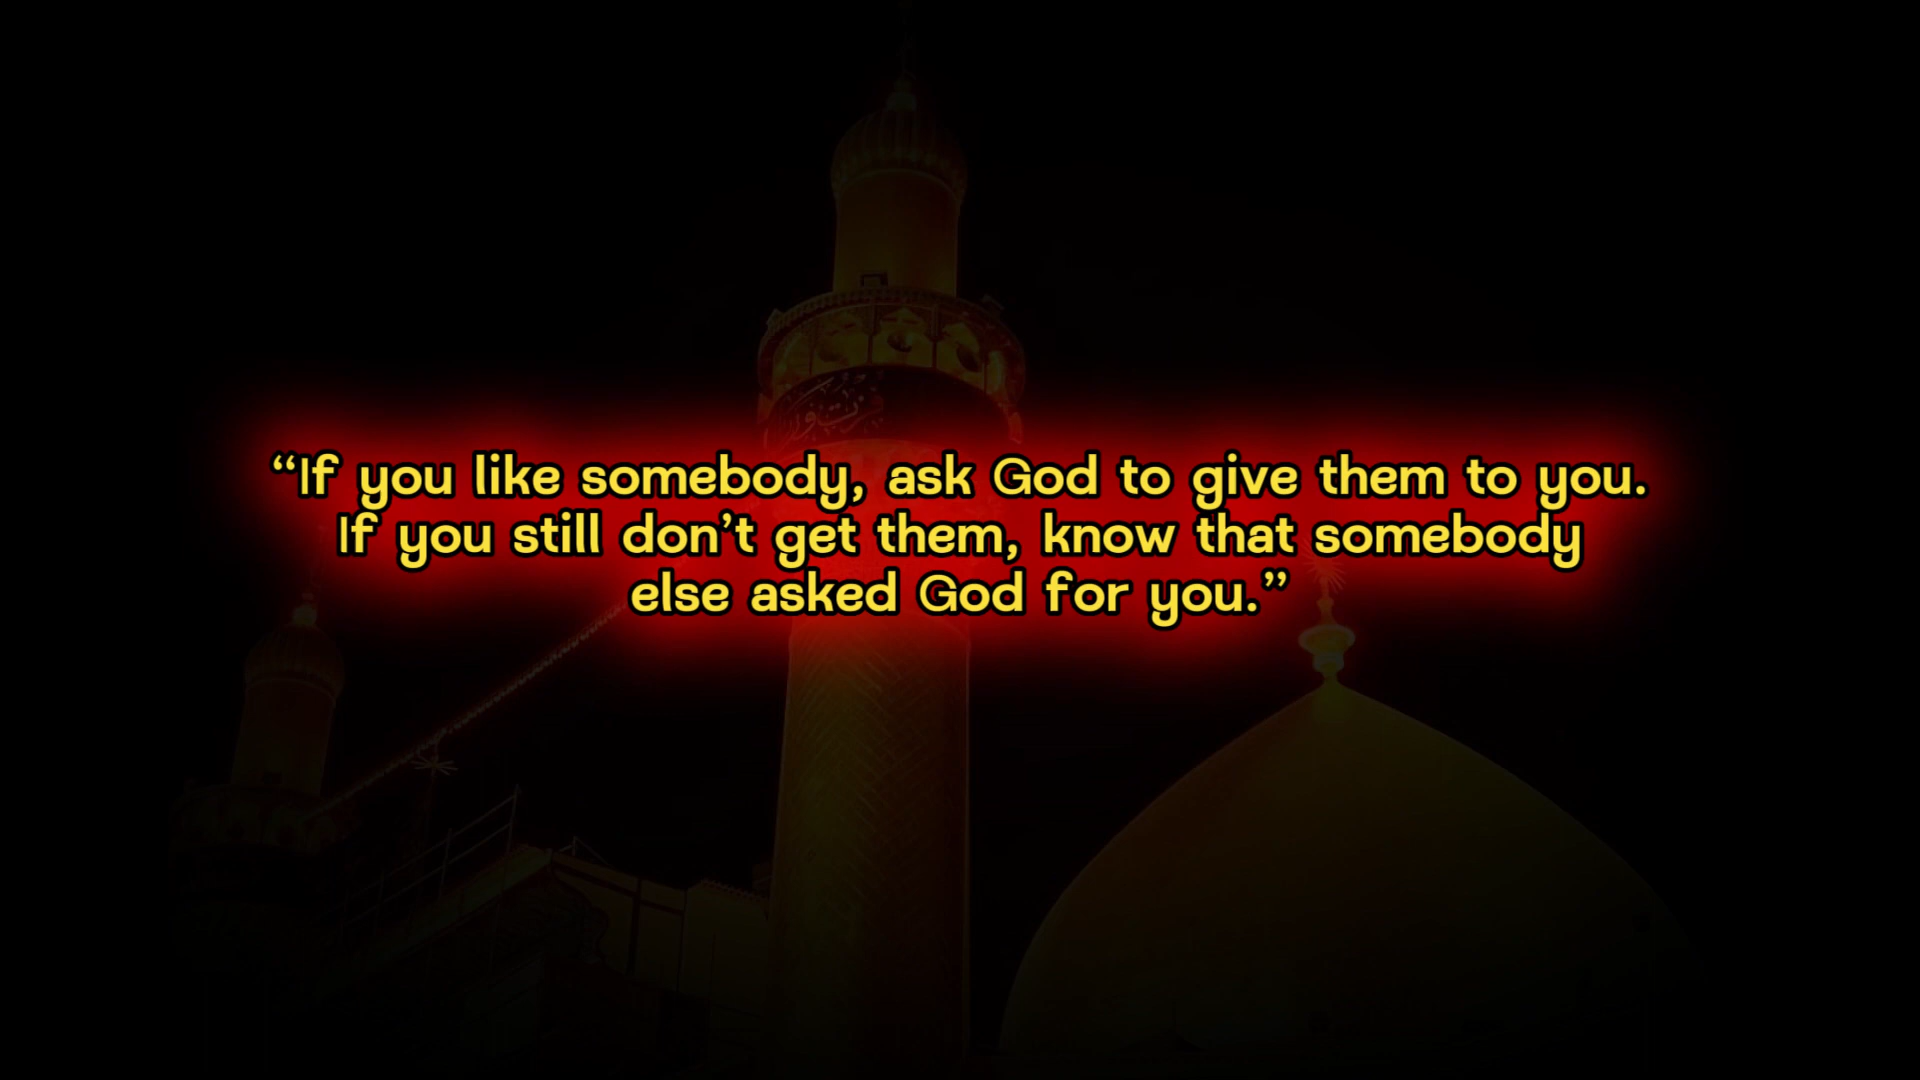 “If you like somebody, ask God to give them to you.
If you still don’t get them, know that somebody
else asked God for you.”